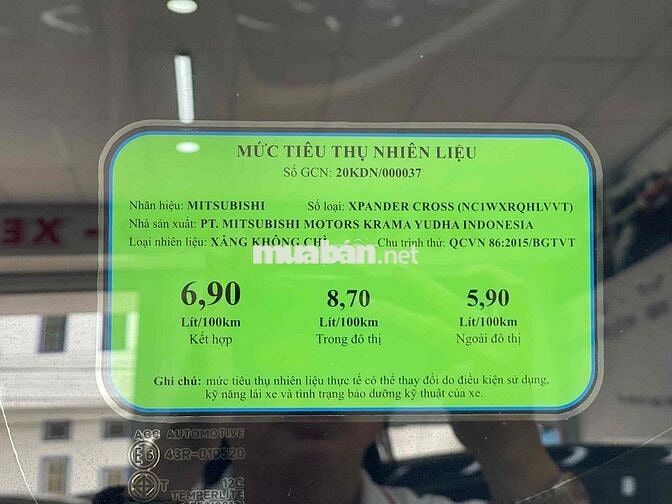 MỨC TIÊU THỤ NHIÊN LIỆU
Số GCN: 20KDN/000037
Nhãn hiệu: MITSUBISHI Số loại: XPANDER CROSS (NC1WXRQHLVVT)
Nhà sản xuất: PT. MITSUBISHI MOTORS KRAMA YUDHA INDONESIA
Loại nhiên liệu: XĂNG KHÔNG CHÌ Chu trình thử: QCVN 86:2015/BGTVT
muaban.net
6,90 8,70 5,90
Lít/100km Lít/100km Lít/100km
Kết hợp Trong đô thị Ngoài đô thị
Ghi chú: mức tiêu thụ nhiên liệu thực tế có thể thay đổi do điều kiện sử dụng,
kỹ năng lái xe và tình trạng bảo dưỡng kỹ thuật của xe.
AGC AUTOMOTIVE
43R-019520
T 12C
TEMPERLITE
muaban.net